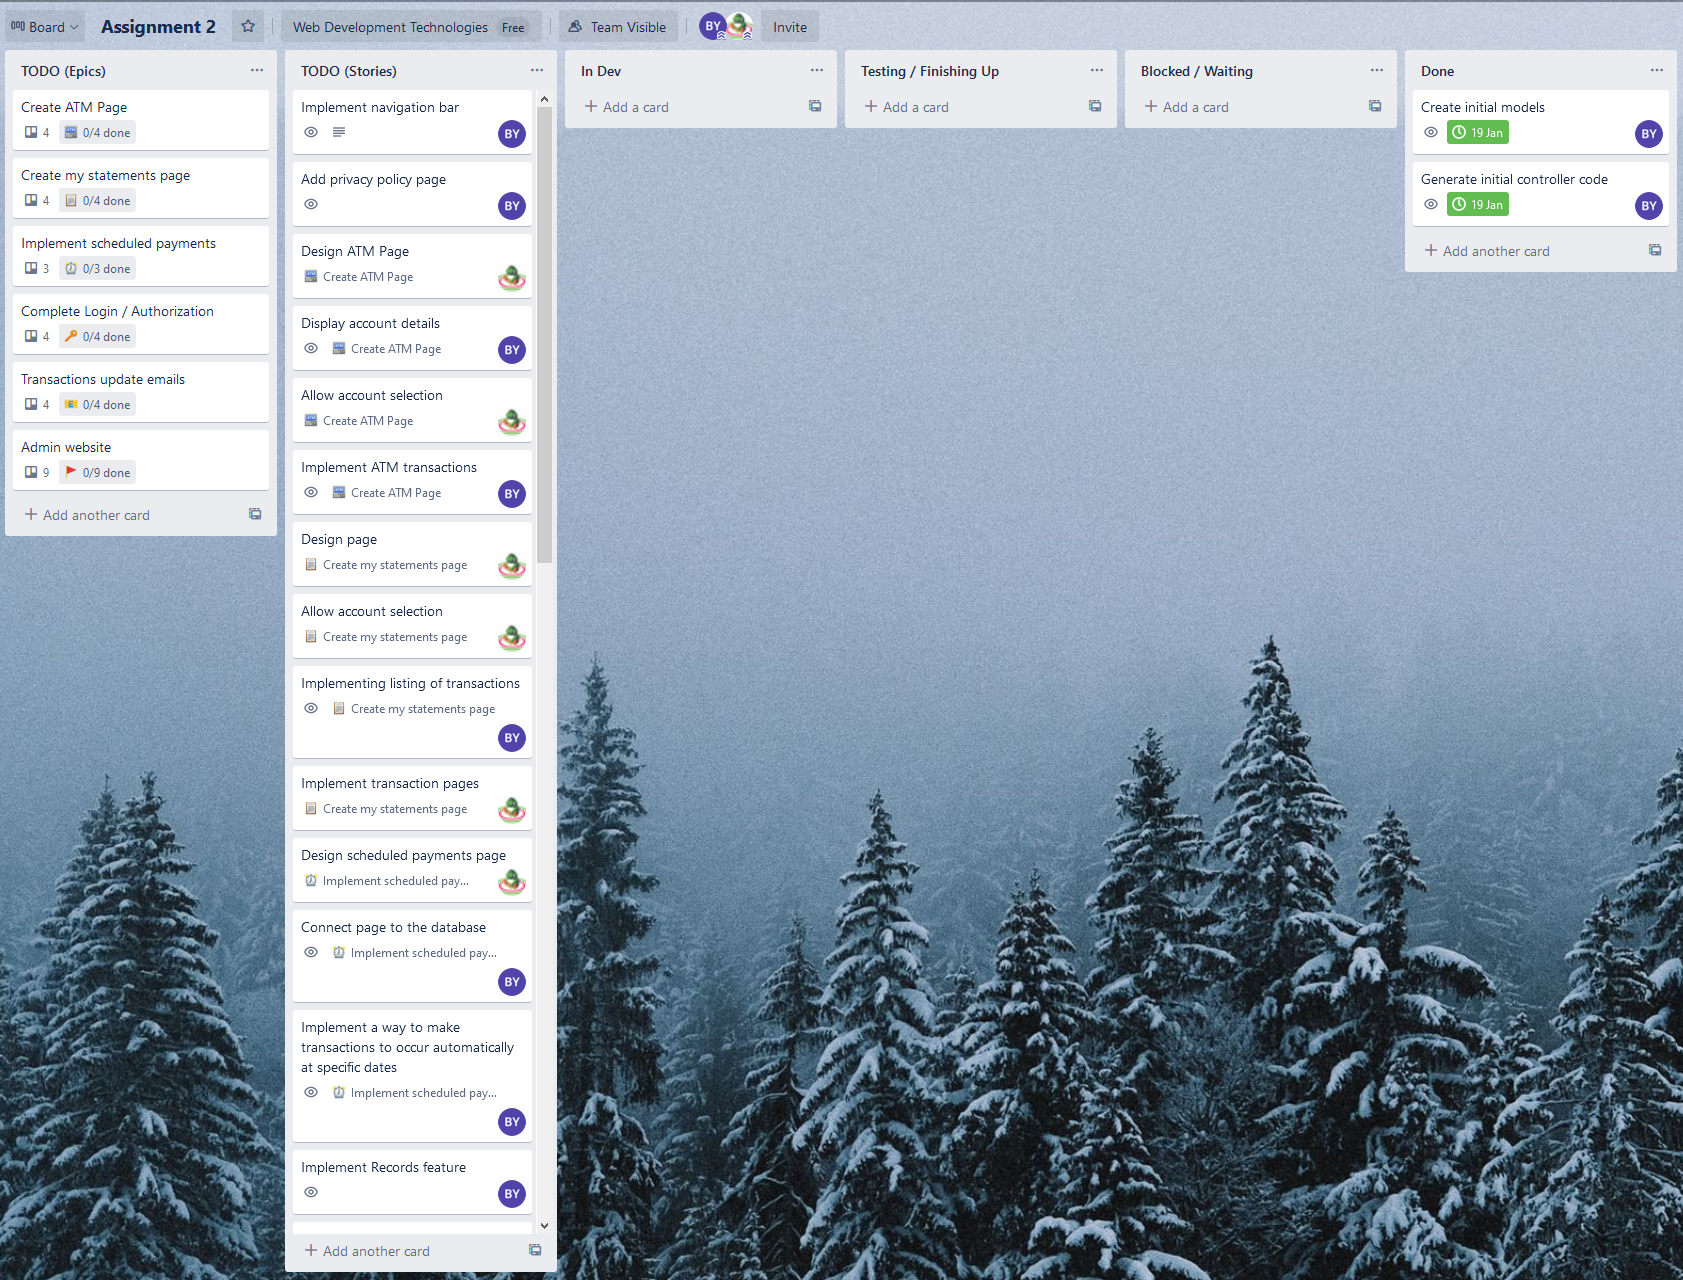 Board
Assignment 2
Web Development Technologies Free
Team Visible
BY
Invite
TODO (Epics)
Create ATM Page
4 0/4 done
Create my statements page
4 0/4 done
Implement scheduled payments
3 0/3 done
Complete Login / Authorization
4 0/4 done
Transactions update emails
4 0/4 done
Admin website
9 0/9 done
Add another card
TODO (Stories)
Implement navigation bar
BY
Add privacy policy page
BY
Design ATM Page
Create ATM Page
Display account details
Create ATM Page
BY
Allow account selection
Create ATM Page
Implement ATM transactions
Create ATM Page
BY
Design page
Create my statements page
Allow account selection
Create my statements page
Implementing listing of transactions
Create my statements page
BY
Implement transaction pages
Create my statements page
Design scheduled payments page
Implement scheduled pay...
Connect page to the database
Implement scheduled pay...
BY
Implement a way to make
transactions to occur automatically
at specific dates
Implement scheduled pay...
BY
Implement Records feature
BY
Add another card
In Dev
Add a card
Testing / Finishing Up
Add a card
Blocked / Waiting
Add a card
Done
Create initial models
19 Jan
BY
Generate initial controller code
19 Jan
BY
Add another card